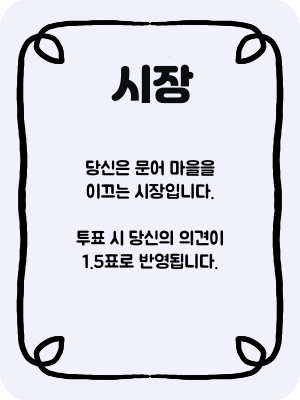 시장
당신은 문어 마을을
이끄는 시장입니다.
투표 시 당신의 의견이
1.5표로 반영됩니다.